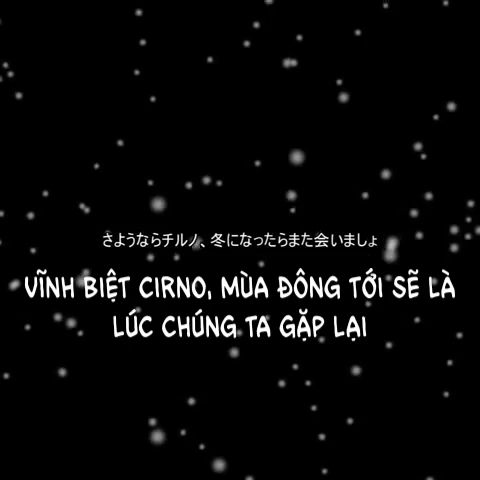 さようならチルノ、冬になったらまた会いましょ
VĨNH BIỆT CIRNO, MÙA ĐÔNG TỚI SẼ LÀ
LÚC CHÚNG TA GẶP LẠI